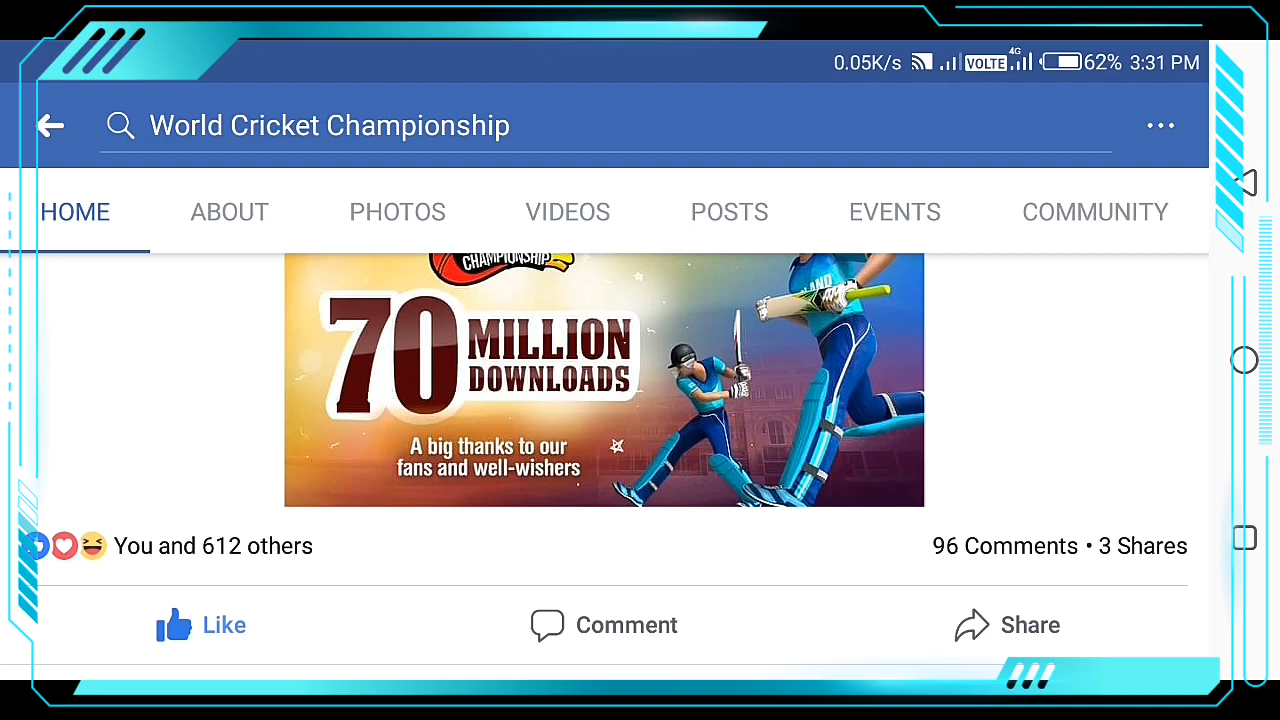 0.05K/s VOLTE 4G 62% 3:31 PM
World Cricket Championship
HOME ABOUT PHOTOS VIDEOS POSTS EVENTS COMMUNITY
CHAMPIONSHIP
70 MILLION
DOWNLOADS
A big thanks to our
fans and well-wishers
You and 612 others
96 Comments • 3 Shares
Like Comment Share